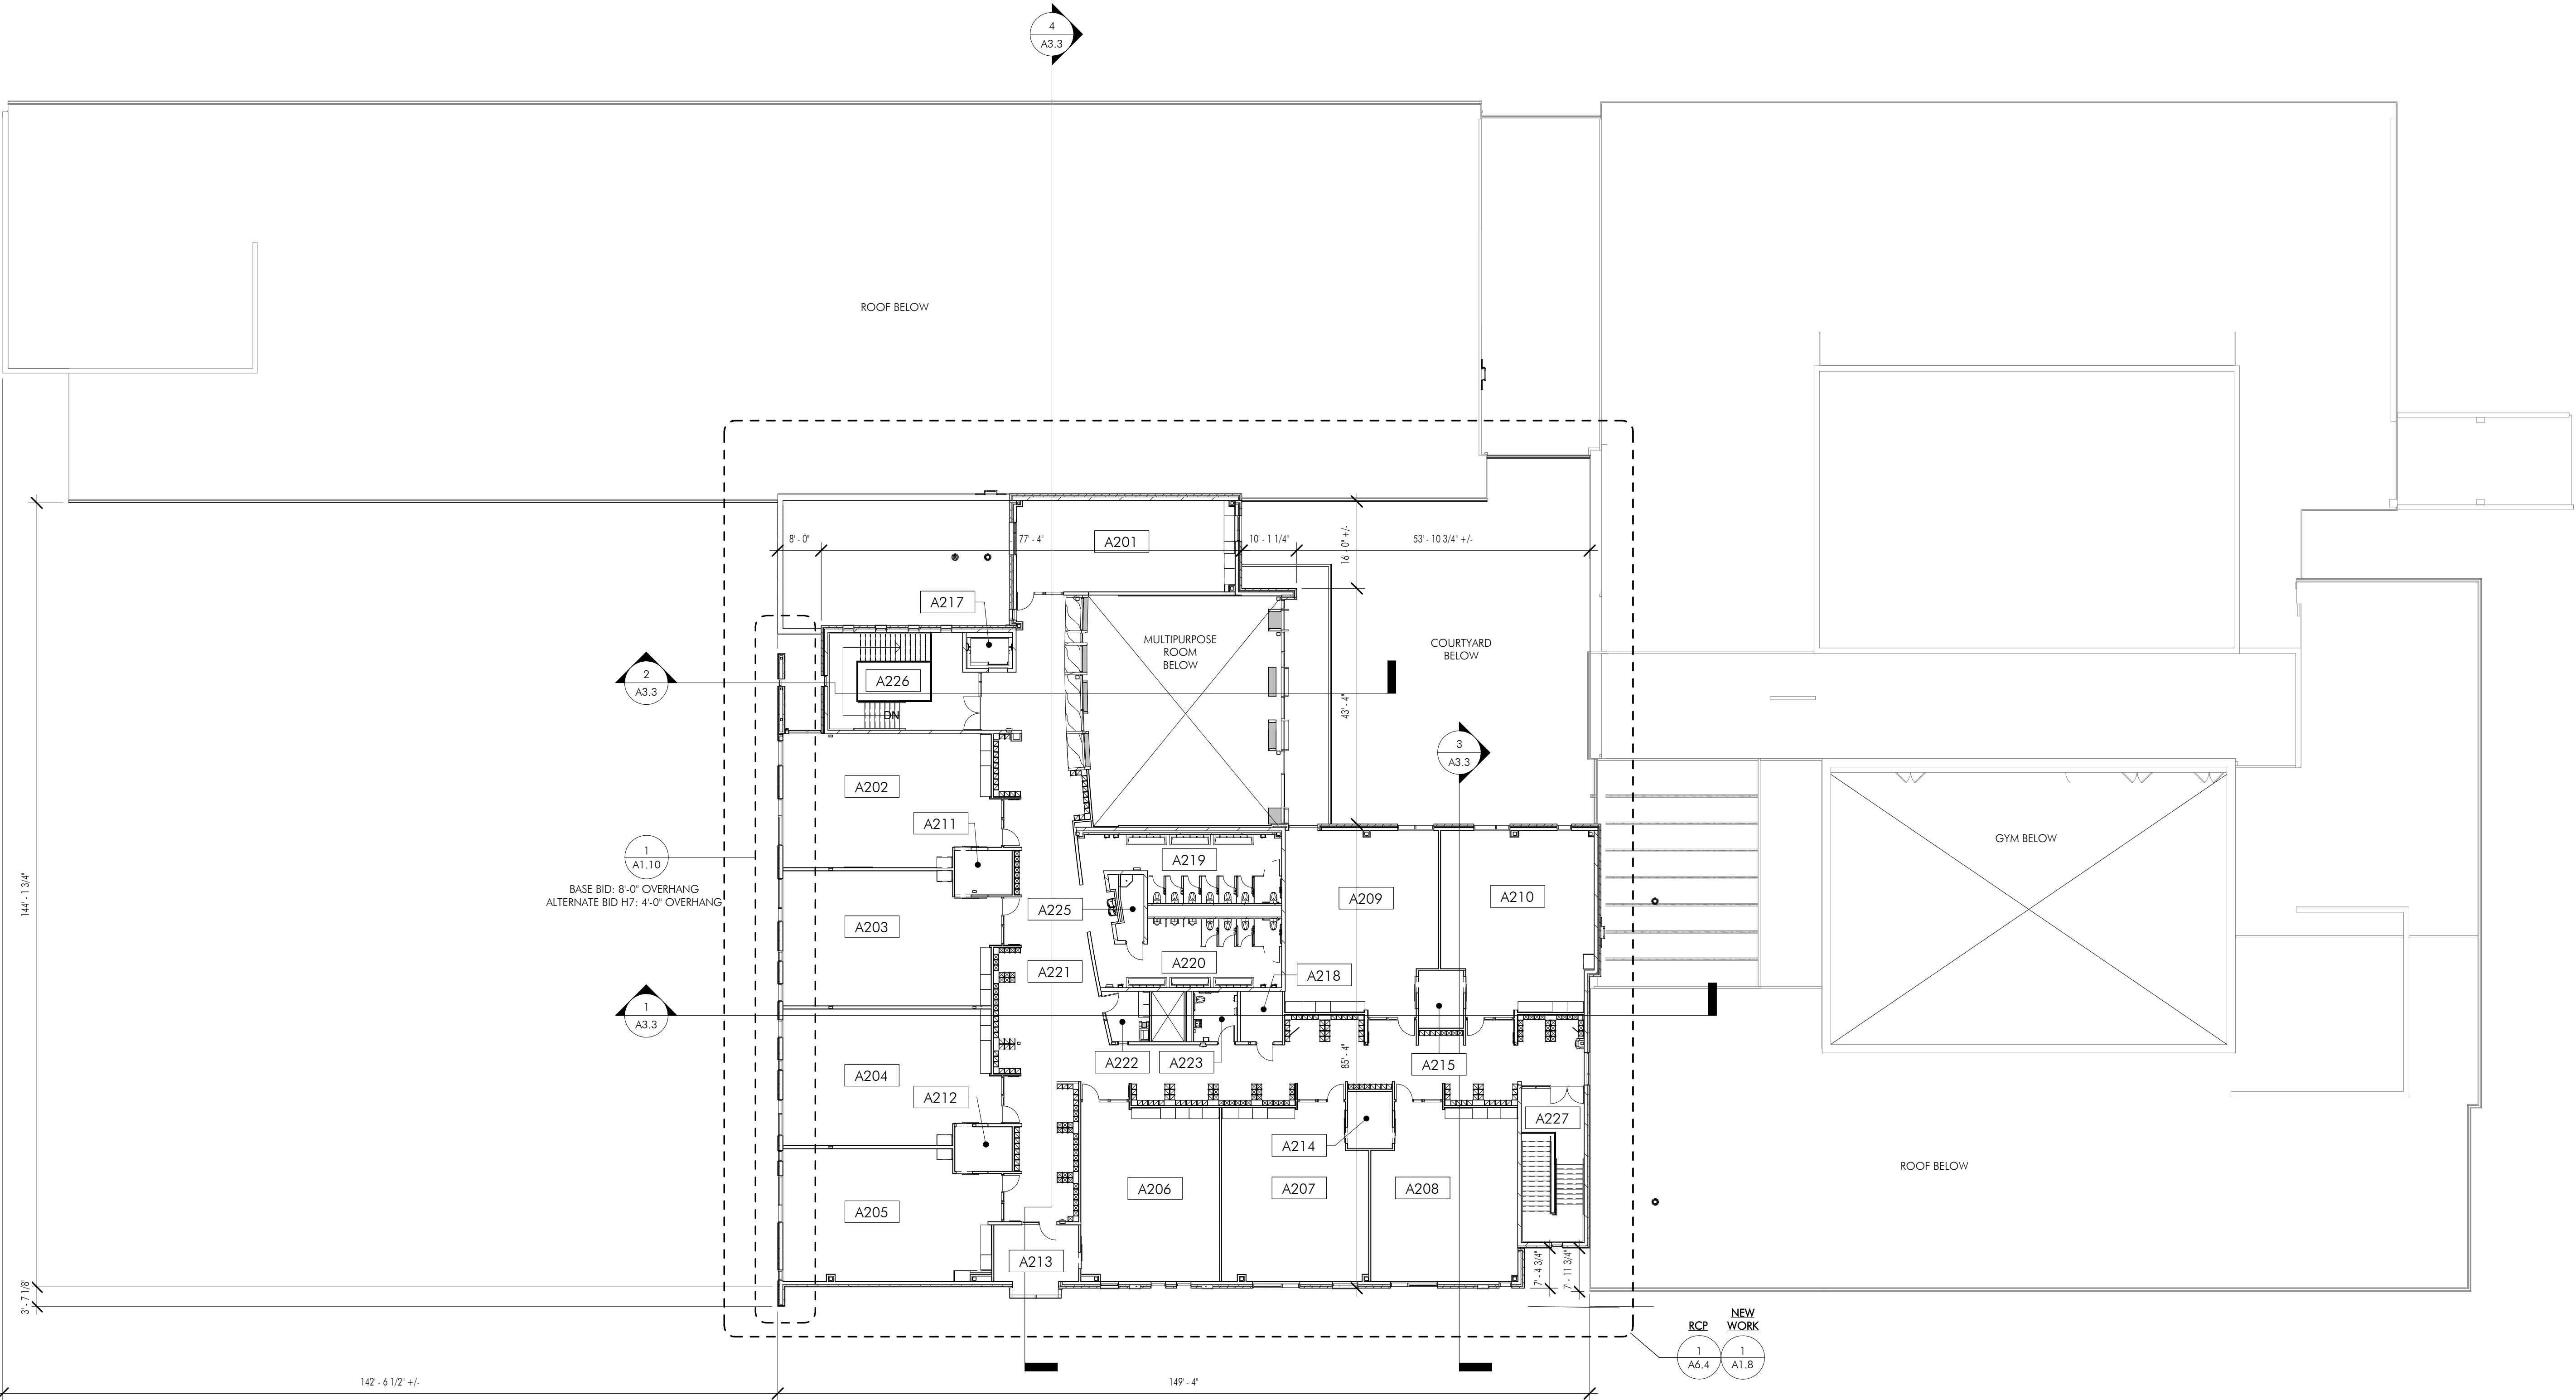 4
A3.3
ROOF BELOW
8' - 0"
77' - 4"
A201
10' - 1 1/4"
16' - 0" +/-
53' - 10 3/4" +/-
A217
MULTIPURPOSE
ROOM
BELOW
COURTYARD
BELOW
2
A3.3
A226
DN
43' - 4"
3
A3.3
A202
A211
1
A1.10
BASE BID: 8'-0" OVERHANG
ALTERNATE BID H7: 4'-0" OVERHANG
GYM BELOW
A219
A209
A210
A225
A203
A220
A221
A218
144' - 1 3/4"
1
A3.3
A222
A223
85' - 4"
A215
A204
A212
A227
A214
ROOF BELOW
A206
A207
A208
A205
A213
7' - 4 3/4"
7' - 11 3/4"
3' - 7 1/8"
RCP
NEW
WORK
1
A6.4
1
A1.8
142' - 6 1/2" +/-
149' - 4"